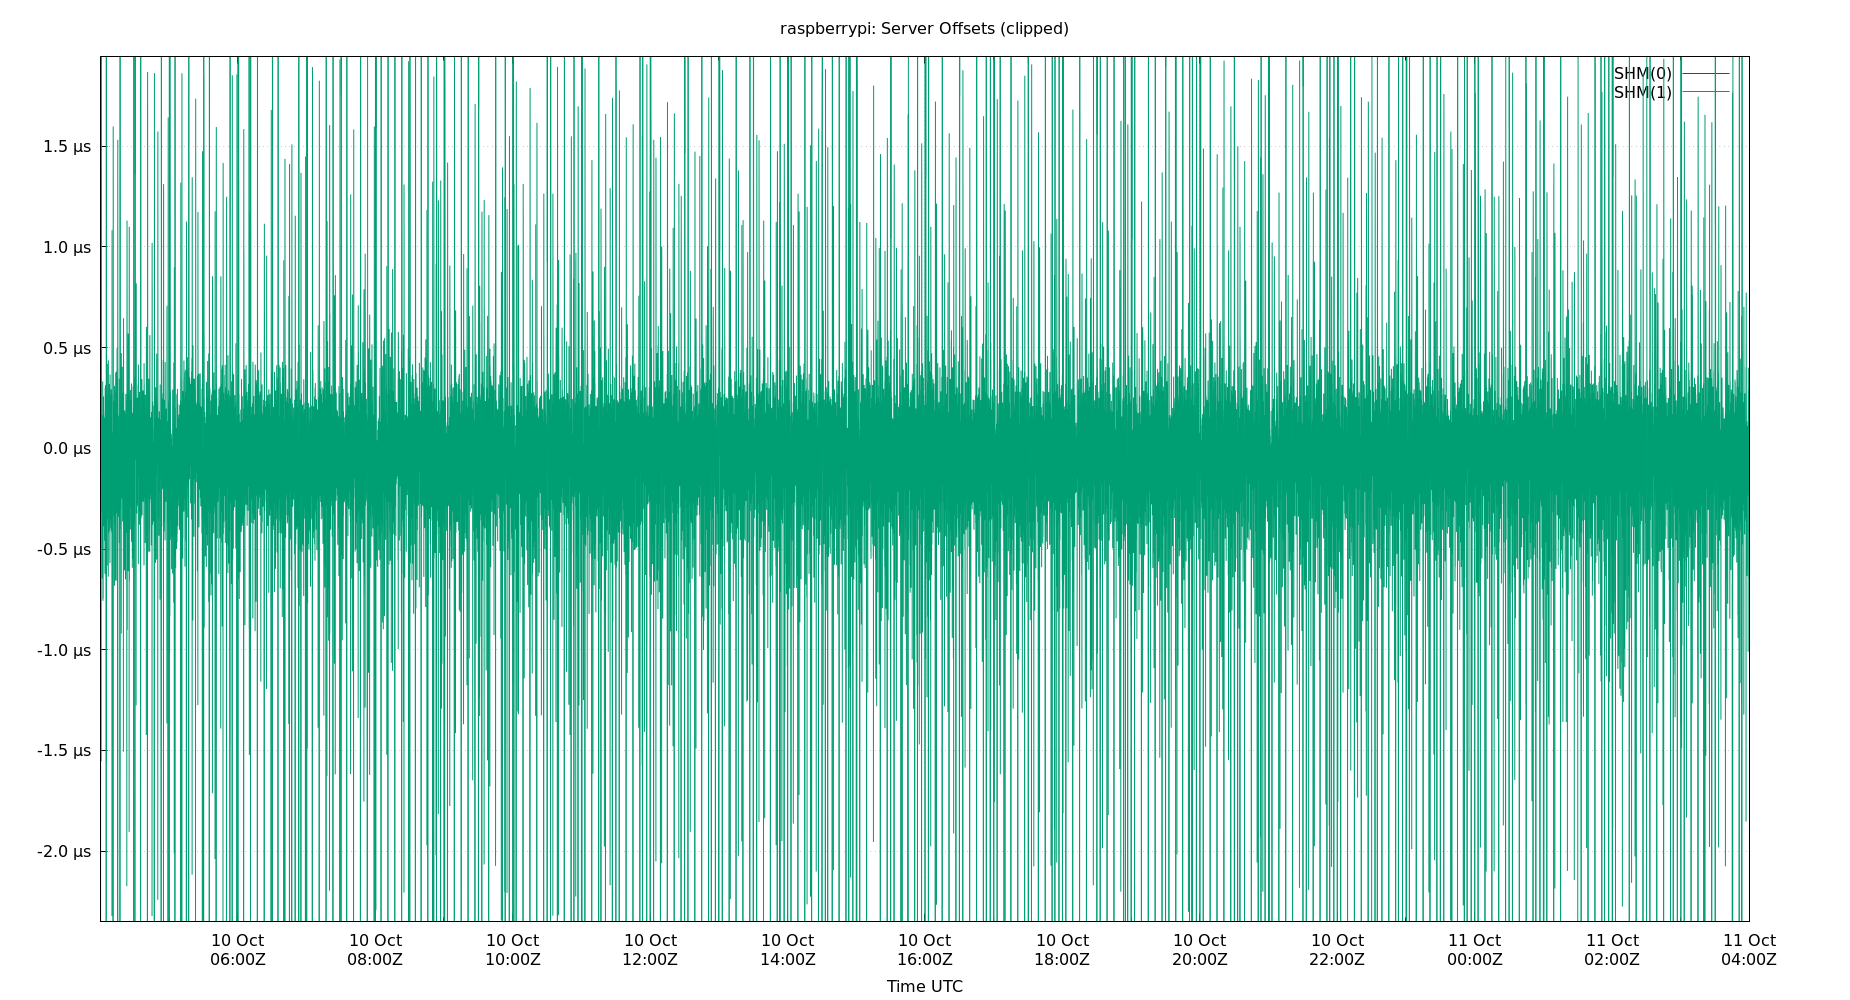 raspberrypi: Server Offsets (clipped)
SHM(0)
SHM(1)
1.5 µs
1.0 µs
0.5 µs
0.0 µs
-0.5 µs
-1.0 µs
-1.5 µs
-2.0 µs
10 Oct 10 Oct 10 Oct 10 Oct 10 Oct 10 Oct 10 Oct 10 Oct 10 Oct 11 Oct 11 Oct 11 Oct
06:00Z 08:00Z 10:00Z 12:00Z 14:00Z 16:00Z 18:00Z 20:00Z 22:00Z 00:00Z 02:00Z 04:00Z
Time UTC